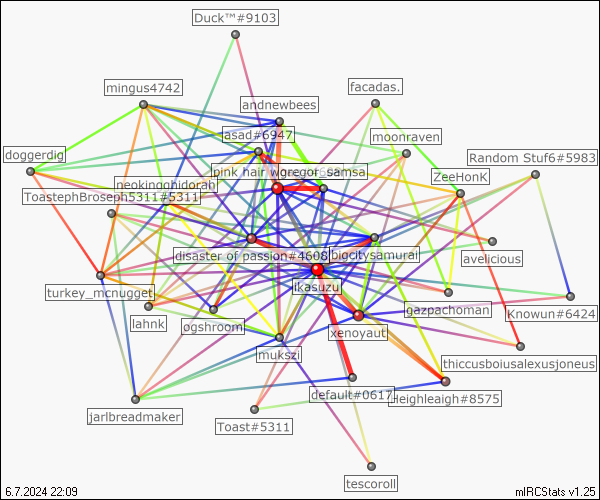 Duck™#9103
mingus4742
facadas.
andnewbees
asad#6947
moonraven
doggerdig
Random Stuf6#5983
pink hair w
gregor_samsa
ZeeHonK
neokingghidorah
ToastephBroseph5311#5311
disaster of passion#4608
bigcitysamurai
avelicious
turkey_mcnugget
ikasuzu
lahnk
ogshroom
gazpachoman
Knowun#6424
xenoyaut
mukszi
thiccusboiusalexusjoneus
default#0617
Heighleaigh#8575
jarlbreadmaker
Toast#5311
tescoroll
6.7.2024 22:09
mIRCStats v1.25